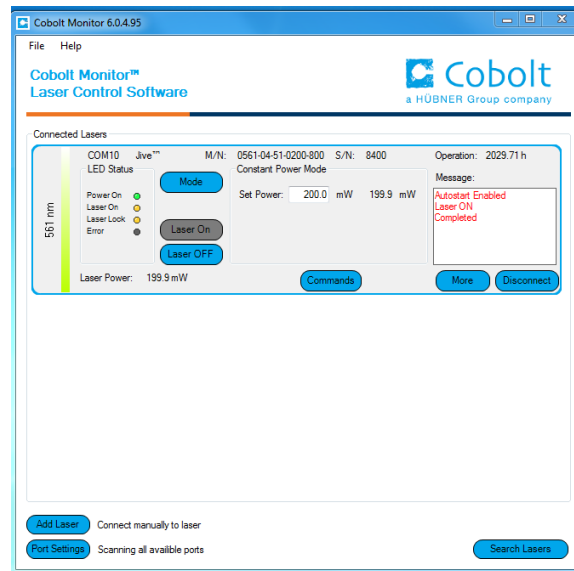 Cobolt Monitor 6.0.4.95
File Help
Cobolt Monitor™
Laser Control Software
Cobolt
a HÜBNER Group company
Connected Lasers
COM10 Jive™ M/N: 0561-04-51-0200-800 S/N: 8400 Operation: 2029.71 h
LED Status
Mode
Constant Power Mode
Message:
561 nm
Power On
Laser On
Laser Lock
Error
Laser On
Laser OFF
Set Power: 200.0 mW 199.9 mW
Autostart Enabled
Laser ON
Completed
Laser Power: 199.9 mW
Commands
More
Disconnect
Add Laser Connect manually to laser
Port Settings Scanning all availible ports
Search Lasers